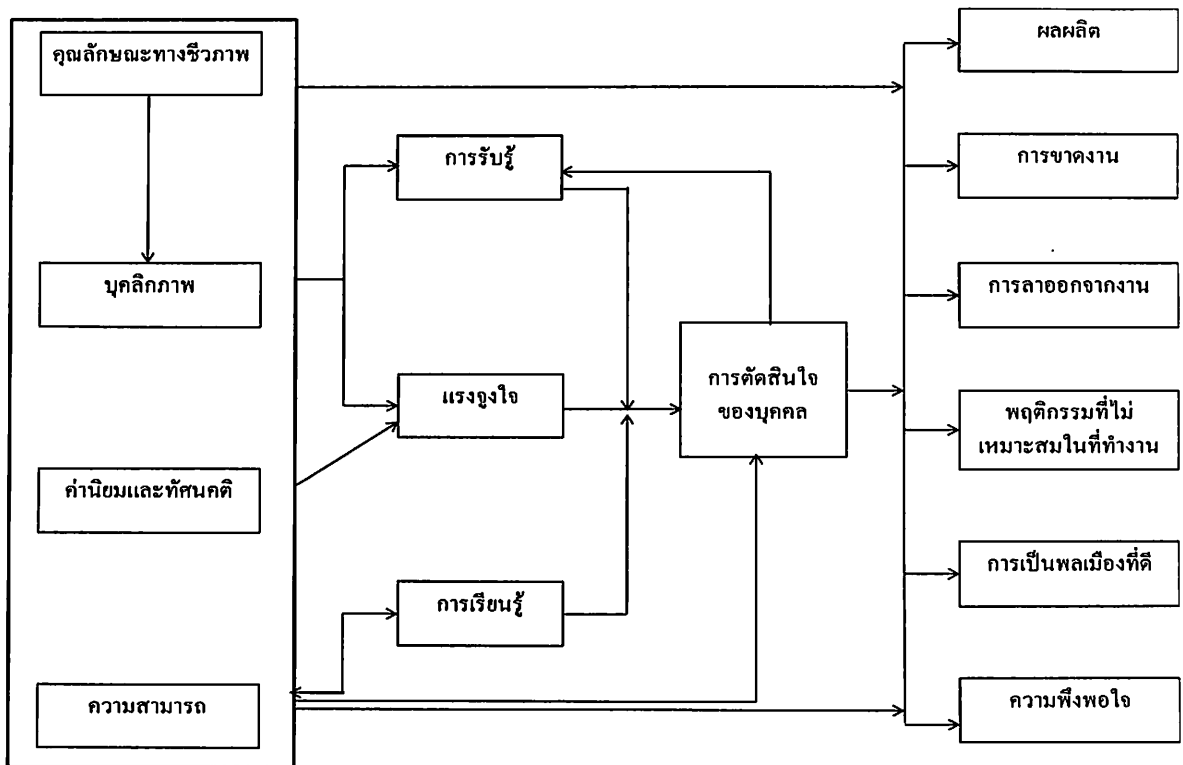 คุณลักษณะทางชีวภาพ
บุคลิกภาพ
ค่านิยมและทัศนคติ
ความสามารถ
การรับรู้
แรงจูงใจ
การเรียนรู้
การตัดสินใจ
ของบุคคล
ผลผลิต
การขาดงาน
การลาออกจากงาน
พฤติกรรมที่ไม่
เหมาะสมในที่ทำงาน
การเป็นพลเมืองที่ดี
ความพึงพอใจ